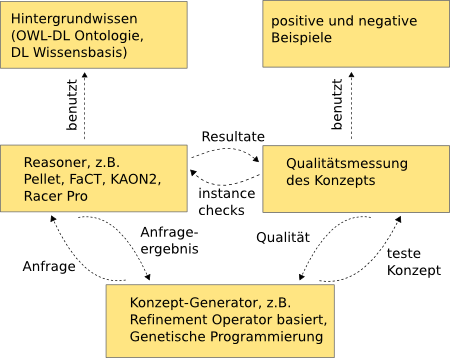 Hintergrundwissen
(OWL-DL Ontologie,
DL Wissensbasis)
positive und negative
Beispiele
benutzt
benutzt
Resultate
Reasoner, z.B.
Pellet, FaCT, KAON2,
Racer Pro
Qualitätsmessung
des Konzepts
instance
checks
Anfrage-
ergebnis
Qualität
Anfrage
teste
Konzept
Konzept-Generator, z.B.
Refinement Operator basiert,
Genetische Programmierung